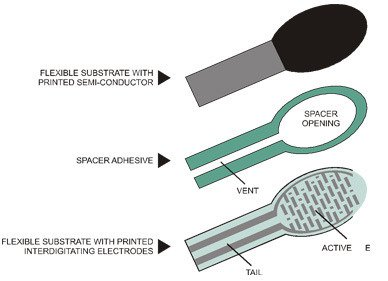 FLEXIBLE SUBSTRATE WITH
PRINTED SEMI-CONDUCTOR
SPACER
OPENING
SPACER ADHESIVE
VENT
FLEXIBLE SUBSTRATE WITH PRINTED
INTERDIGITATING ELECTRODES
ACTIVE E
TAIL